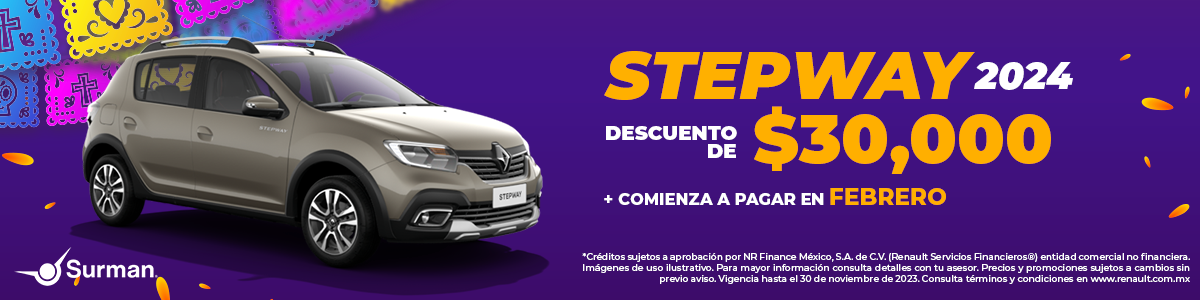 STEPWAY 2024
DESCUENTO
DE
$30,000
+ COMIENZA A PAGAR EN FEBRERO
STEPWAY
STEPWAY
Surman
*Créditos sujetos a aprobación por NR Finance México, S.A. de C.V. (Renault Servicios Financieros®) entidad comercial no financiera.
Imágenes de uso ilustrativo. Para mayor información consulta detalles con tu asesor. Precios y promociones sujetos a cambios sin
previo aviso. Vigencia hasta el 30 de noviembre de 2023. Consulta términos y condiciones en www.renault.com.mx